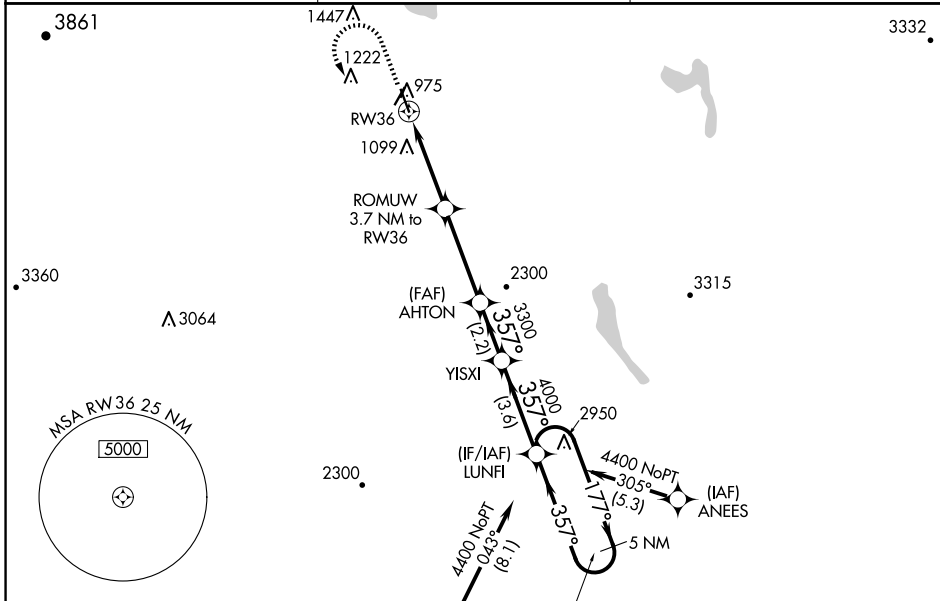 1447
3861
3332
1222
975
RW36
1099
ROMUW
3.7 NM to
RW36
3360
2300
3315
(FAF)
AHTON
3300
357°
(2.2)
3064
YISXI
4000
357°
(3.6)
2950
MSA RW36 25 NM
5000
(IF/IAF)
LUNFI
2300
4400 NoPT
305°
(5.3)
(IAF)
ANEES
177°
357°
5 NM
4400 NoPT
043°
(8.1)